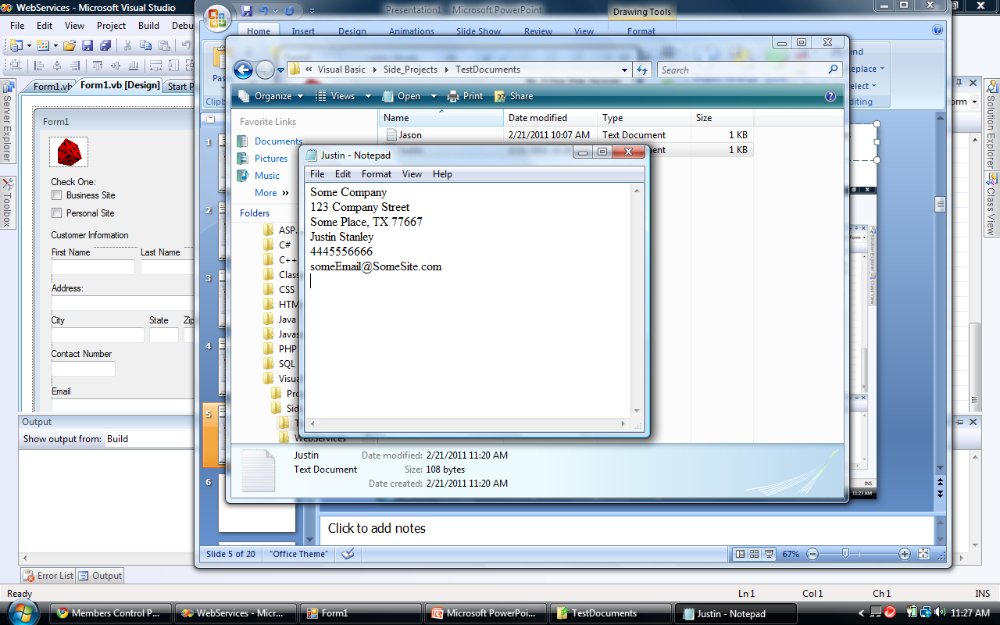 WebServices - Microsoft Visual Studio
File Edit View Project Build Debu
Form1.vb Form1.vb [Design] Start P
Server Explorer
Toolbox
Form1
Check One:
Business Site
Personal Site
Customer Information
First Name Last Name
Address:
City State Zip
Contact Number
Email
Output
Show output from: Build
Error List Output
Ready Ln 1 Col 1 Ch 1 INS
Solution Explorer
Class View
Presentation1 Microsoft PowerPoint
Drawing Tools
Home Insert Design Animations Slide Show Review View Format
Pas
Clipb
ind
eplace
elect
diting
1
2
3
4
5
6
Click to add notes
Slide 5 of 20 "Office Theme" 67%
INS
11:23 AM
« Visual Basic Side_Projects TestDocuments
Search
Organize Views Open Print Share
Favorite Links
Documents
Pictures
Music
More »
Folders
ASP.
C#
C++
Class
CSS
HTM
Java
Javas
PHP
SQL
Visua
Pro
Sid
T
WebServices
Name Date modified Type Size
Jason 2/21/2011 10:07 AM Text Document 1 KB
cument 1 KB
Justin - Notepad
File Edit Format View Help
Some Company
123 Company Street
Some Place, TX 77667
Justin Stanley
4445556666
someEmail@SomeSite.com
Justin Date modified: 2/21/2011 11:20 AM
Text Document Size: 108 bytes
Date created: 2/21/2011 11:20 AM
Members Control P... WebServices - Micr... Form1 Microsoft PowerPoi... TestDocuments Justin - Notepad 11:27 AM